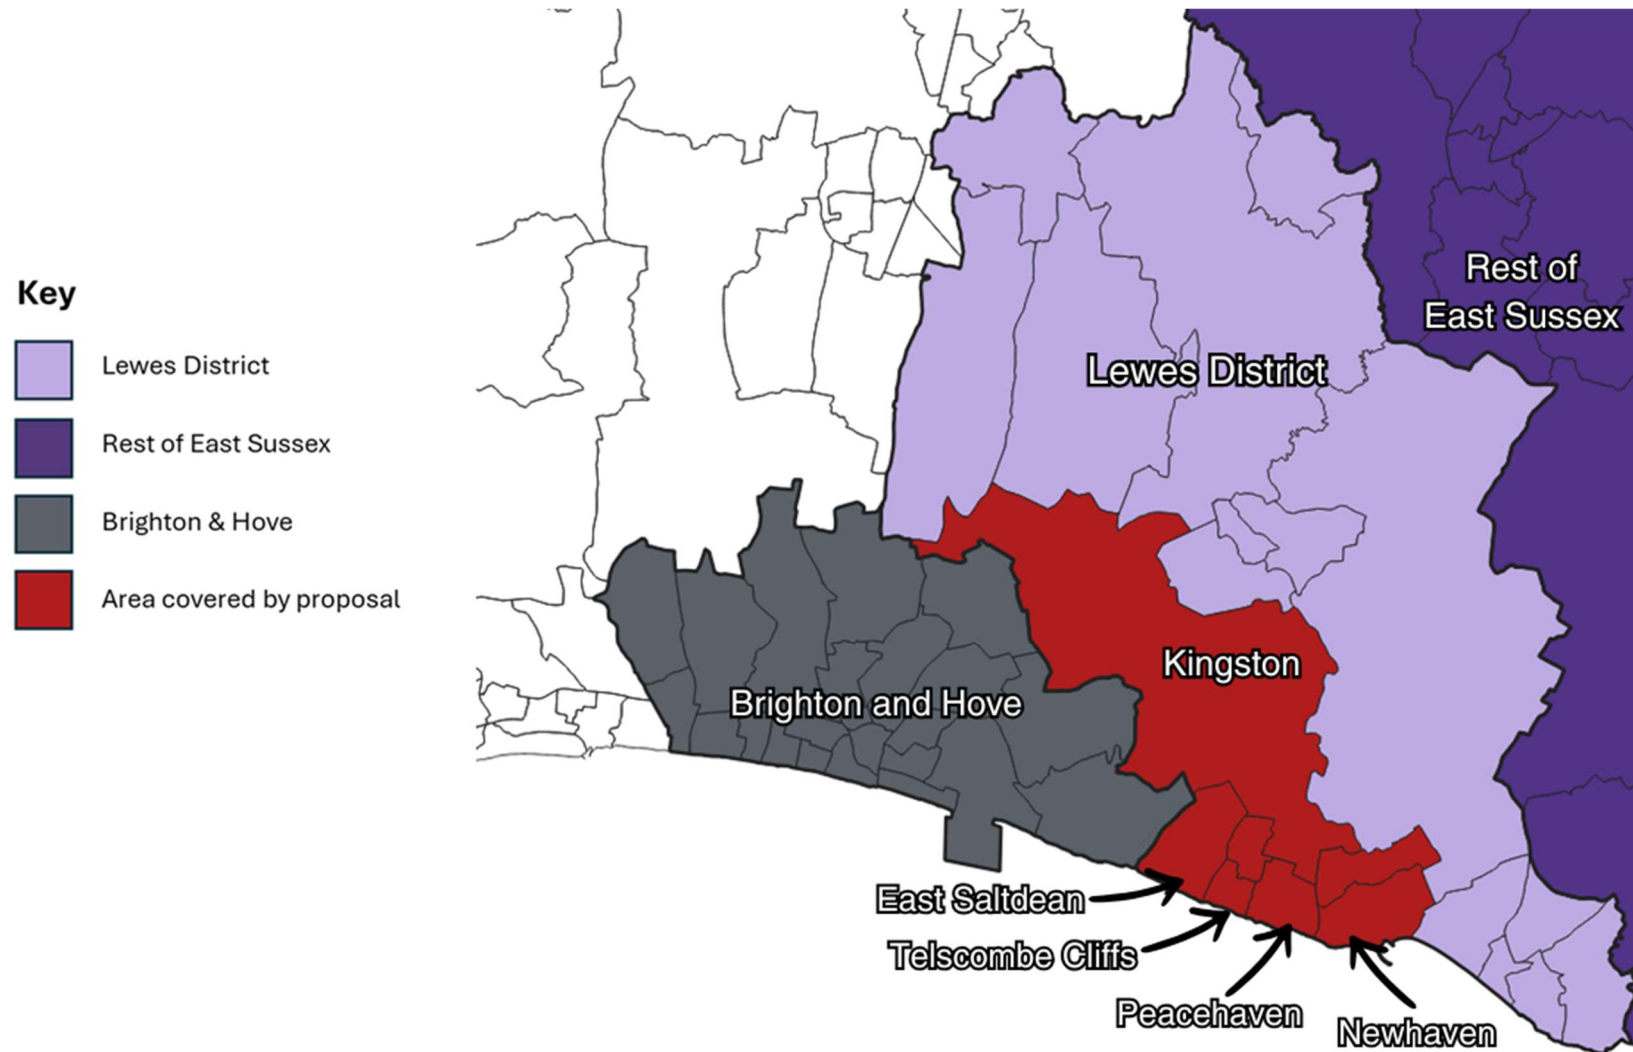 Key
Lewes District
Rest of East Sussex
Brighton & Hove
Area covered by proposal
Rest of
East Sussex
Lewes District
Kingston
Brighton and Hove
East Saltdean
Telscombe Cliffs
Peacehaven
Newhaven